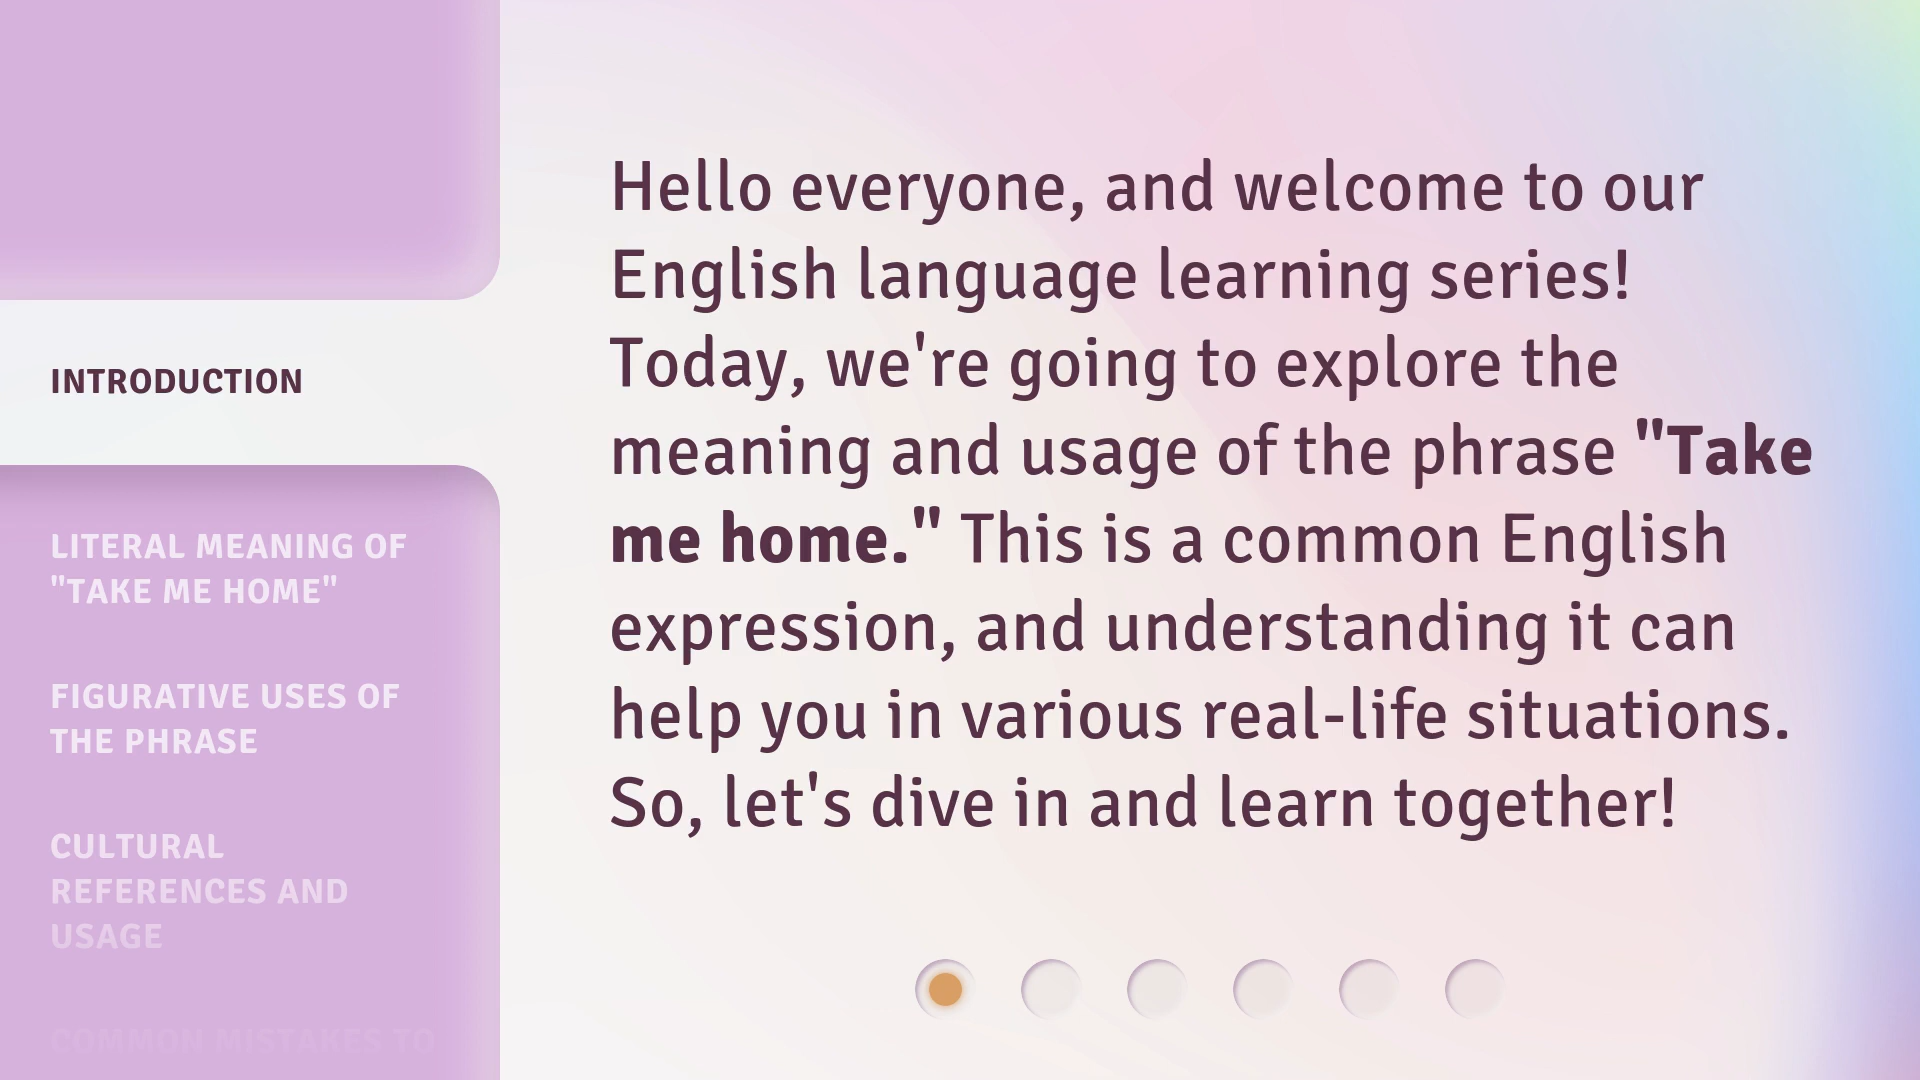 INTRODUCTION
LITERAL MEANING OF
"TAKE ME HOME"
FIGURATIVE USES OF
THE PHRASE
CULTURAL
REFERENCES AND
USAGE
COMMON MISTAKES TO
Hello everyone, and welcome to our
English language learning series!
Today, we're going to explore the
meaning and usage of the phrase "Take
me home." This is a common English
expression, and understanding it can
help you in various real-life situations.
So, let's dive in and learn together!